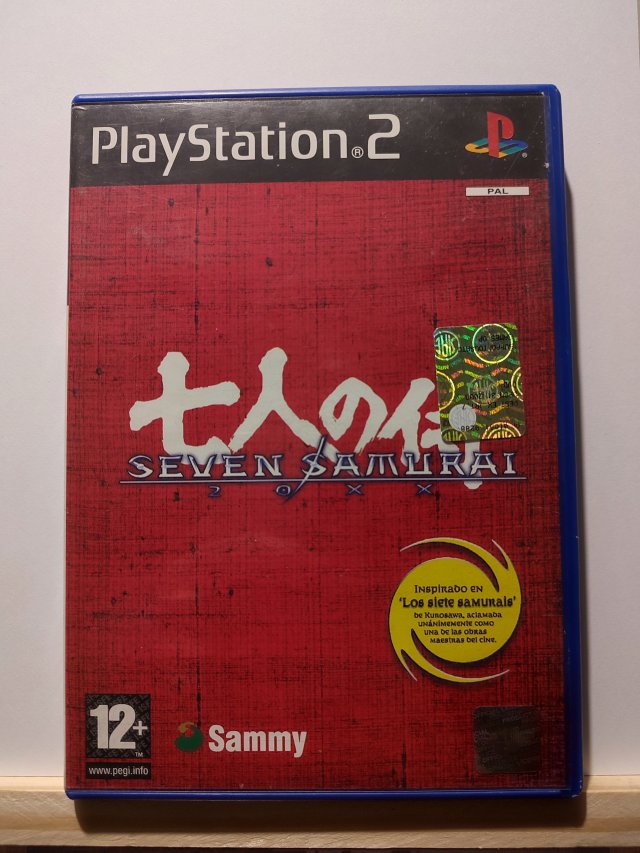 PlayStation®2
PAL
七人の侍
SEVEN SAMURAI
20XX
Inspirado en
'Los siete samurais'
de Kurosawa, aclamada
unánimemente como
una de las obras
maestras del cine.
12+
TM
www.pegi.info
Sammy